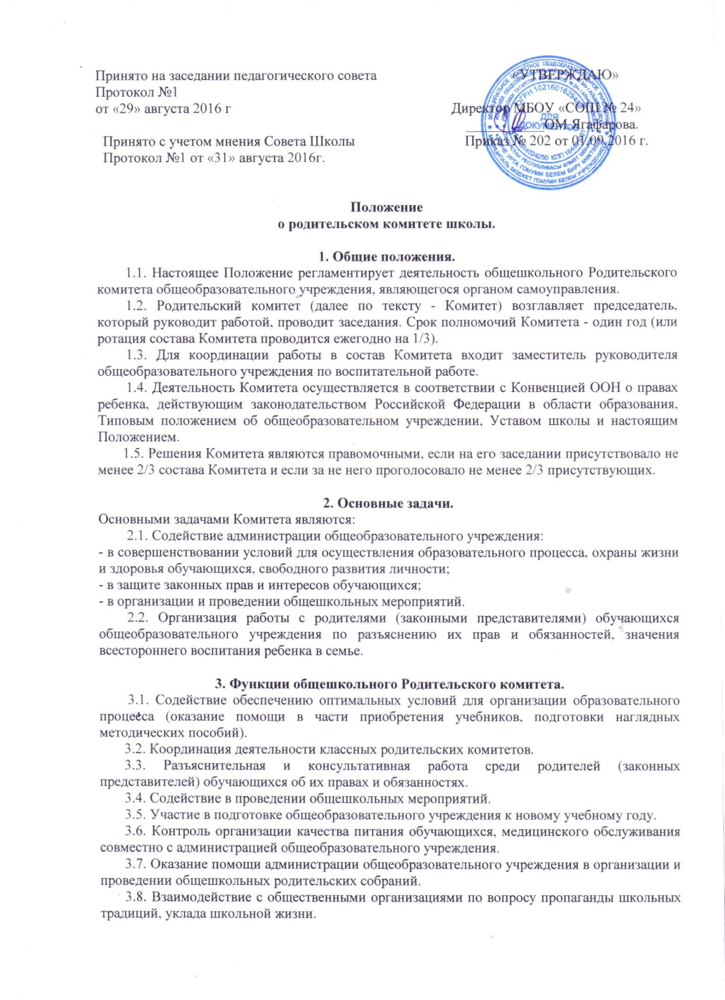 Принято на заседании педагогического совета
Протокол №1
от «29» августа 2016 г
Принято с учетом мнения Совета Школы
Протокол №1 от «31» августа 2016г.
«УТВЕРЖДАЮ»
Директор МБОУ «СОШ № 24»
____________ОМ.Ягафарова.
Приказ № 202 от 01.09.2016 г.
МУНИЦИПАЛЬНОЕ БЮДЖЕТНОЕ ОБЩЕОБРАЗОВАТЕЛЬНОЕ УЧРЕЖДЕНИЕ
ДЛЯ
ДОКУМЕНТОВ
МУНИЦИПАЛЬ БЮДЖЕТ ГОМУМИ БЕЛЕМ УЧРЕЖДЕНИЕСЕ
Положение
о родительском комитете школы.
1. Общие положения.
1.1. Настоящее Положение регламентирует деятельность общешкольного Родительского
комитета общеобразовательного учреждения, являющегося органом самоуправления.
1.2. Родительский комитет (далее по тексту - Комитет) возглавляет председатель,
который руководит работой, проводит заседания. Срок полномочий Комитета - один год (или
ротация состава Комитета проводится ежегодно на 1/3).
1.3. Для координации работы в состав Комитета входит заместитель руководителя
общеобразовательного учреждения по воспитательной работе.
1.4. Деятельность Комитета осуществляется в соответствии с Конвенцией ООН о правах
ребенка, действующим законодательством Российской Федерации в области образования,
Типовым положением об общеобразовательном учреждении, Уставом школы и настоящим
Положением.
1.5. Решения Комитета являются правомочными, если на его заседании присутствовало не
менее 2/3 состава Комитета и если за не него проголосовало не менее 2/3 присутствующих.
2. Основные задачи.
Основными задачами Комитета являются:
2.1. Содействие администрации общеобразовательного учреждения:
- в совершенствовании условий для осуществления образовательного процесса, охраны жизни
и здоровья обучающихся, свободного развития личности;
- в защите законных прав и интересов обучающихся;
- в организации и проведении общешкольных мероприятий.
2.2. Организация работы с родителями (законными представителями) обучающихся
общеобразовательного учреждения по разъяснению их прав и обязанностей, значения
всестороннего воспитания ребенка в семье.
3. Функции общешкольного Родительского комитета.
3.1. Содействие обеспечению оптимальных условий для организации образовательного
процесса (оказание помощи в части приобретения учебников, подготовки наглядных
методических пособий).
3.2. Координация деятельности классных родительских комитетов.
3.3. Разъяснительная и консультативная работа среди родителей (законных
представителей) обучающихся об их правах и обязанностях.
3.4. Содействие в проведении общешкольных мероприятий.
3.5. Участие в подготовке общеобразовательного учреждения к новому учебному году.
3.6. Контроль организации качества питания обучающихся, медицинского обслуживания
совместно с администрацией общеобразовательного учреждения.
3.7. Оказание помощи администрации общеобразовательного учреждения в организации и
проведении общешкольных родительских собраний.
3.8. Взаимодействие с общественными организациями по вопросу пропаганды школьных
традиций, уклада школьной жизни.